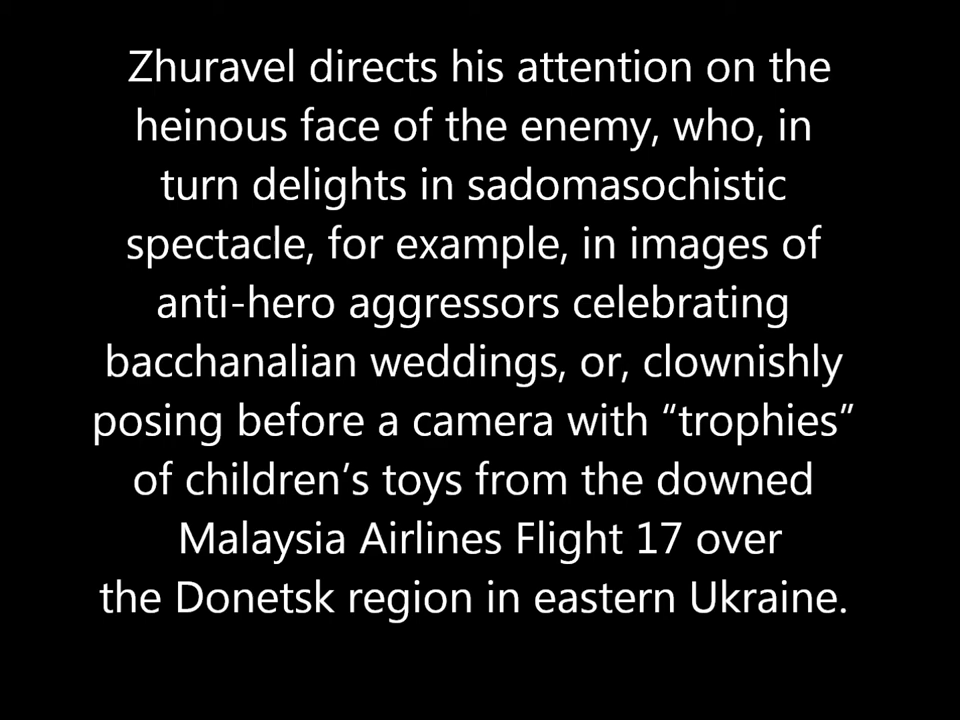 Zhuravel directs his attention on the
heinous face of the enemy, who, in
turn delights in sadomasochistic
spectacle, for example, in images of
anti-hero aggressors celebrating
bacchanalian weddings, or, clownishly
posing before a camera with “trophies”
of children’s toys from the downed
Malaysia Airlines Flight 17 over
the Donetsk region in eastern Ukraine.